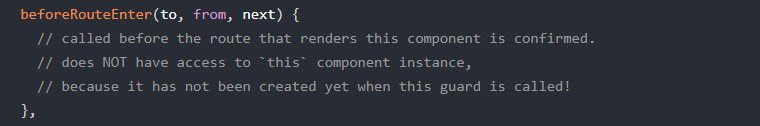 beforeRouteEnter(to, from, next) {
// called before the route that renders this component is confirmed.
// does NOT have access to `this` component instance,
// because it has not been created yet when this guard is called!
},